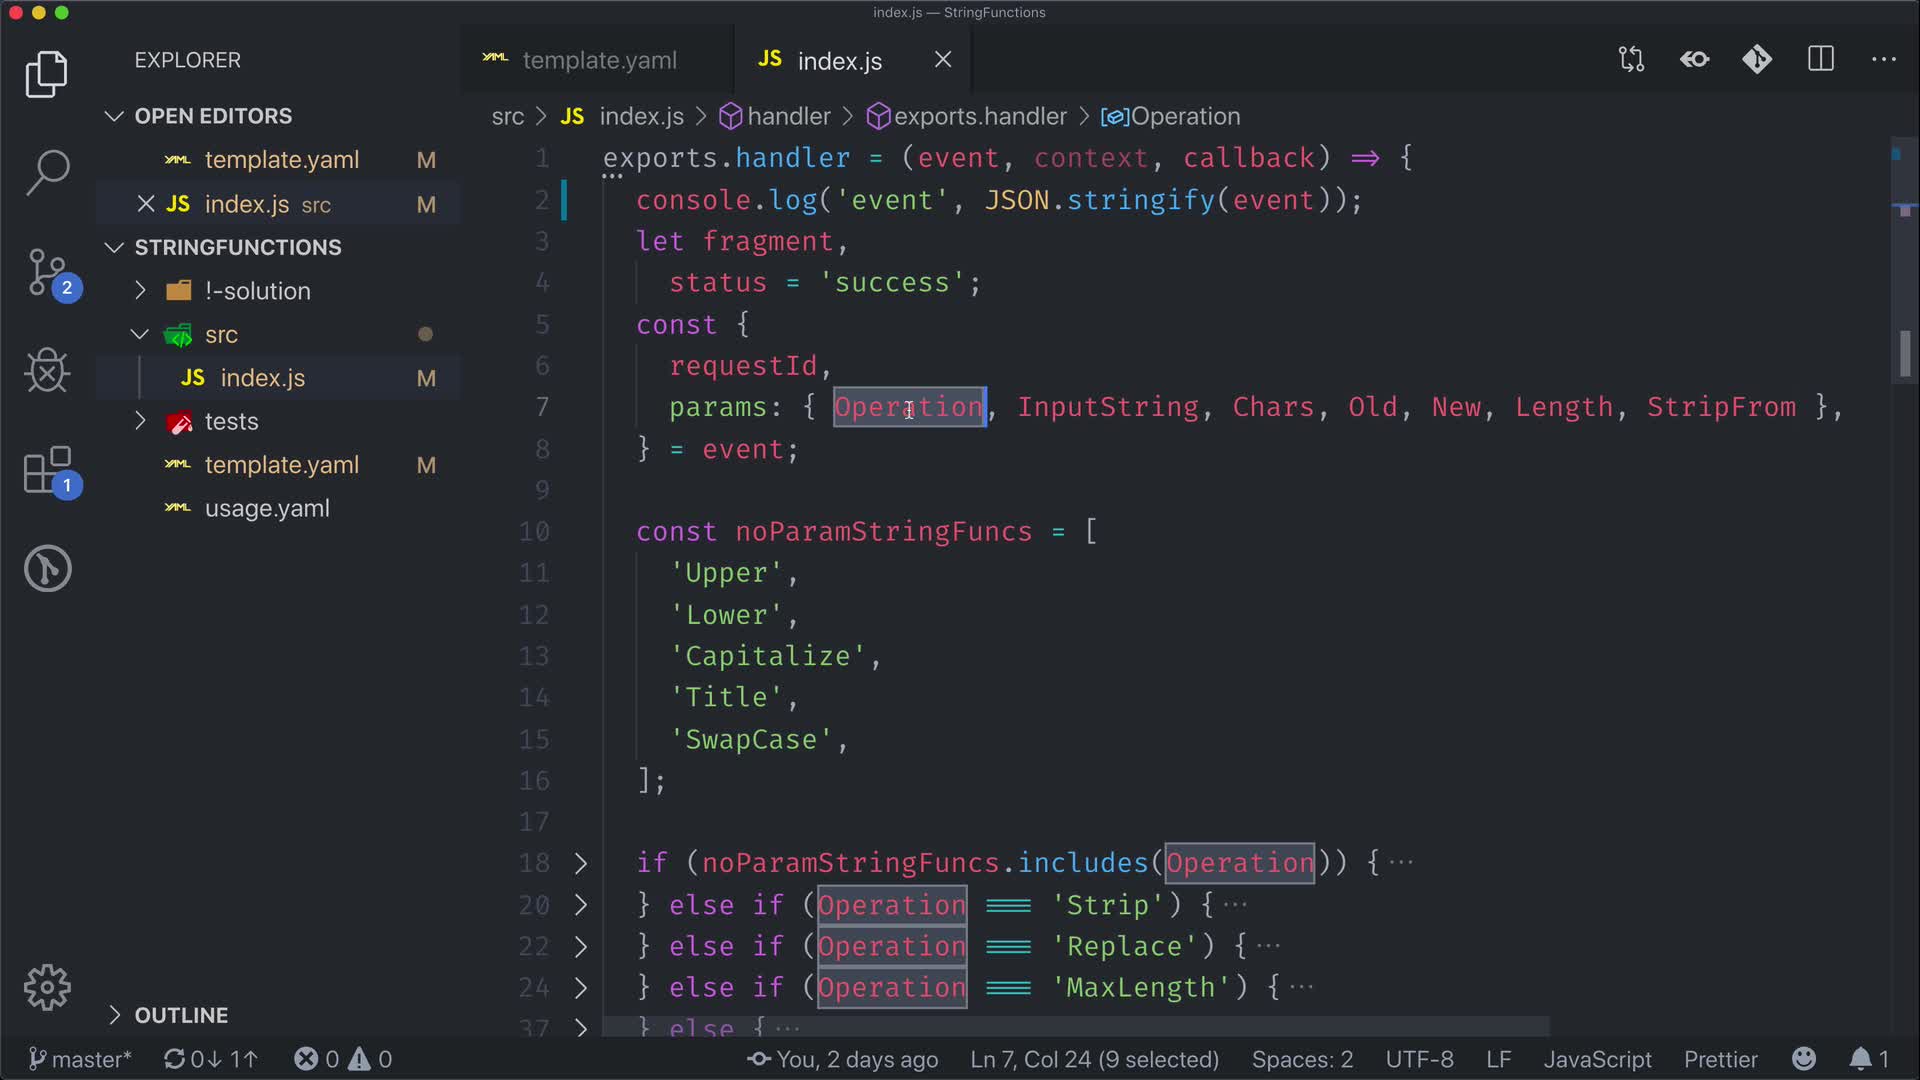 index.js — StringFunctions
EXPLORER
OPEN EDITORS
YAML template.yaml M
JS index.js src M
STRINGFUNCTIONS
!-solution
src
JS index.js M
tests
YAML template.yaml M
YAML usage.yaml
OUTLINE
2
1
YAML template.yaml
JS index.js
src > JS index.js > handler > exports.handler > Operation
1 exports.handler = (event, context, callback) => {
2 console.log('event', JSON.stringify(event));
3 let fragment,
4 status = 'success';
5 const {
6 requestId,
7 params: { Operation, InputString, Chars, Old, New, Length, StripFrom },
8 } = event;
9
10 const noParamStringFuncs = [
11 'Upper',
12 'Lower',
13 'Capitalize',
14 'Title',
15 'SwapCase',
16 ];
17
18 if (noParamStringFuncs.includes(Operation)) {…
20 } else if (Operation === 'Strip') {…
22 } else if (Operation === 'Replace') {…
24 } else if (Operation === 'MaxLength') {…
37 } else {…
master* 0↓ 1↑ 0 0 You, 2 days ago Ln 7, Col 24 (9 selected) Spaces: 2 UTF-8 LF JavaScript Prettier 1